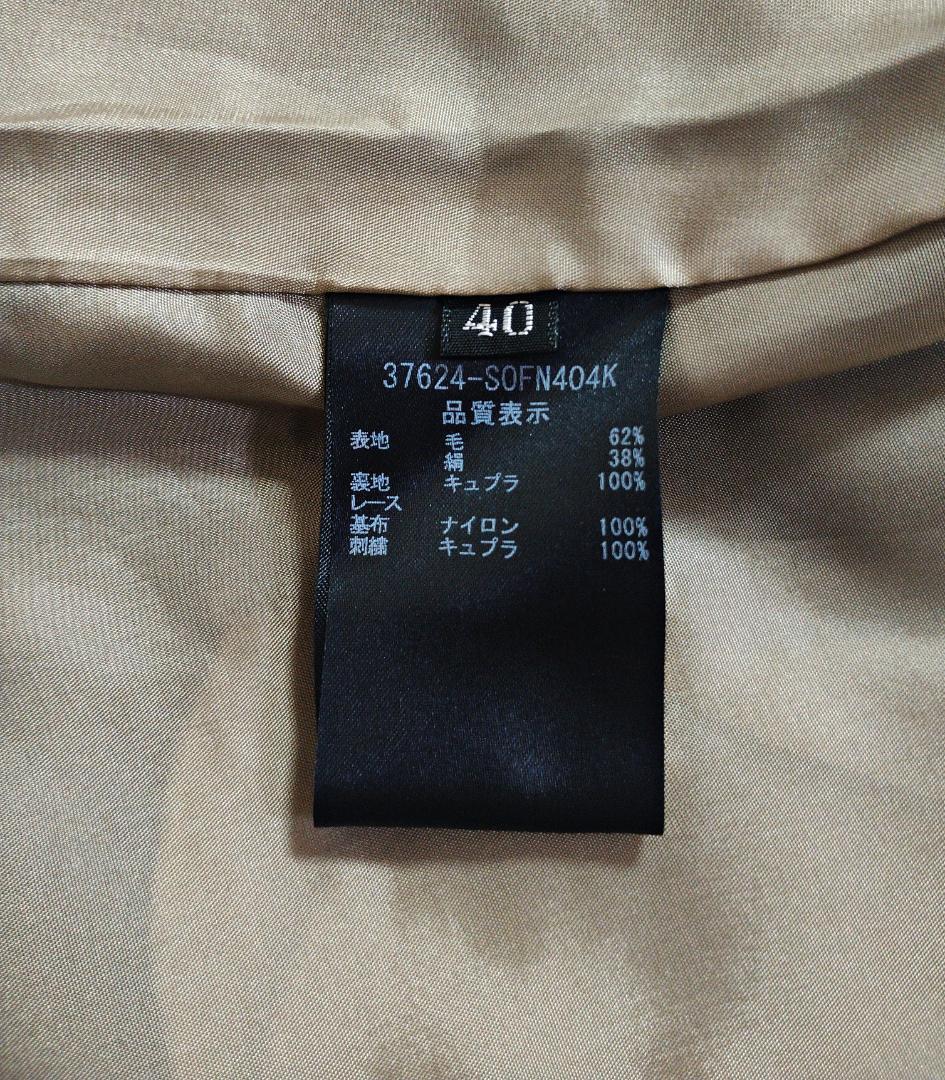 40
37624-SOFN404K
品質表示
表地 毛 62%
絹 38%
裏地 キュプラ 100%
レース
基布 ナイロン 100%
刺繍 キュプラ 100%